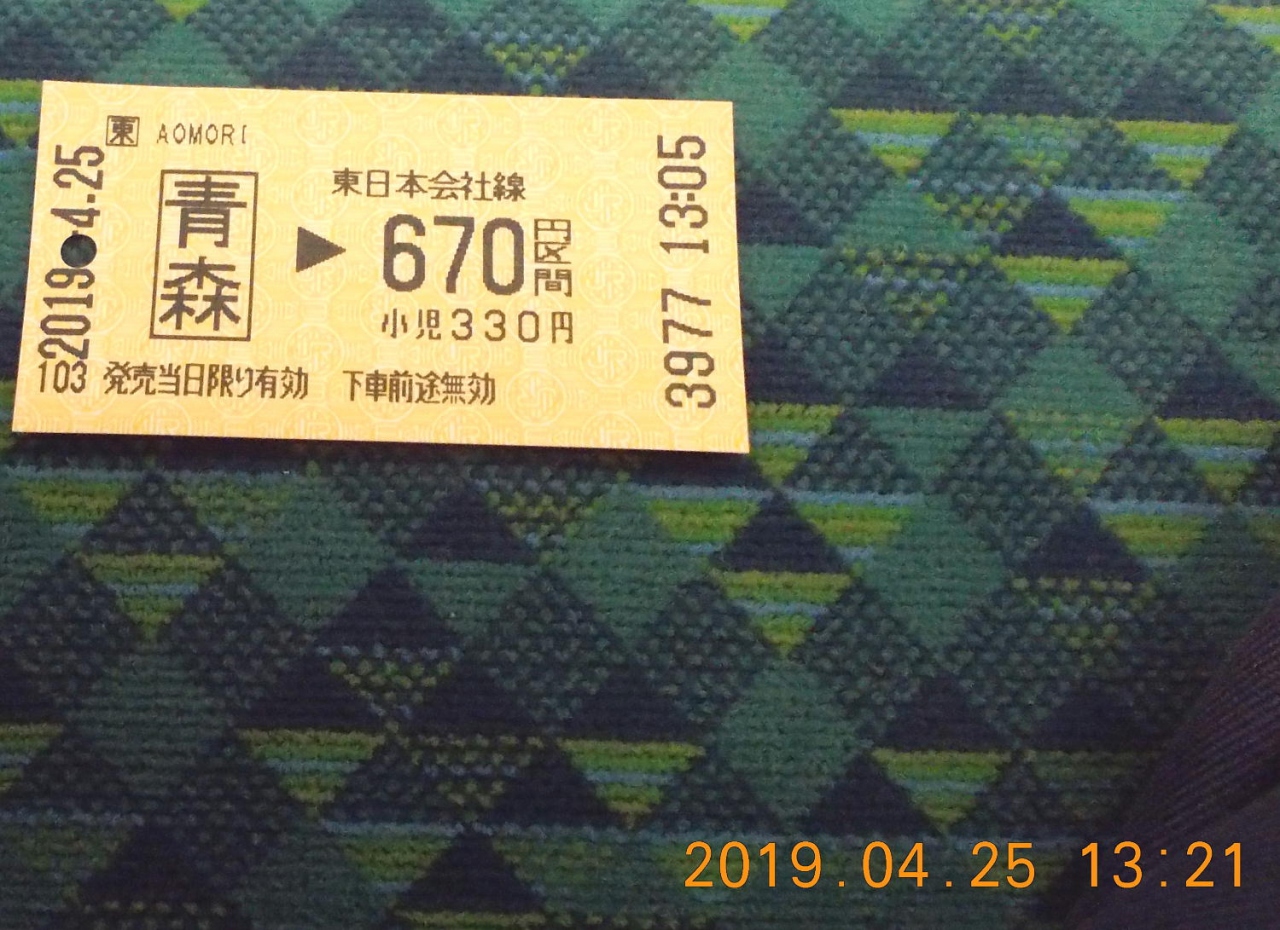 東 AOMORI
青森
東日本会社線
▶ 670円区間
小児330円
発売当日限り有効 下車前途無効
2019.-4.25
103
3977 13:05
2019.04.25 13:21